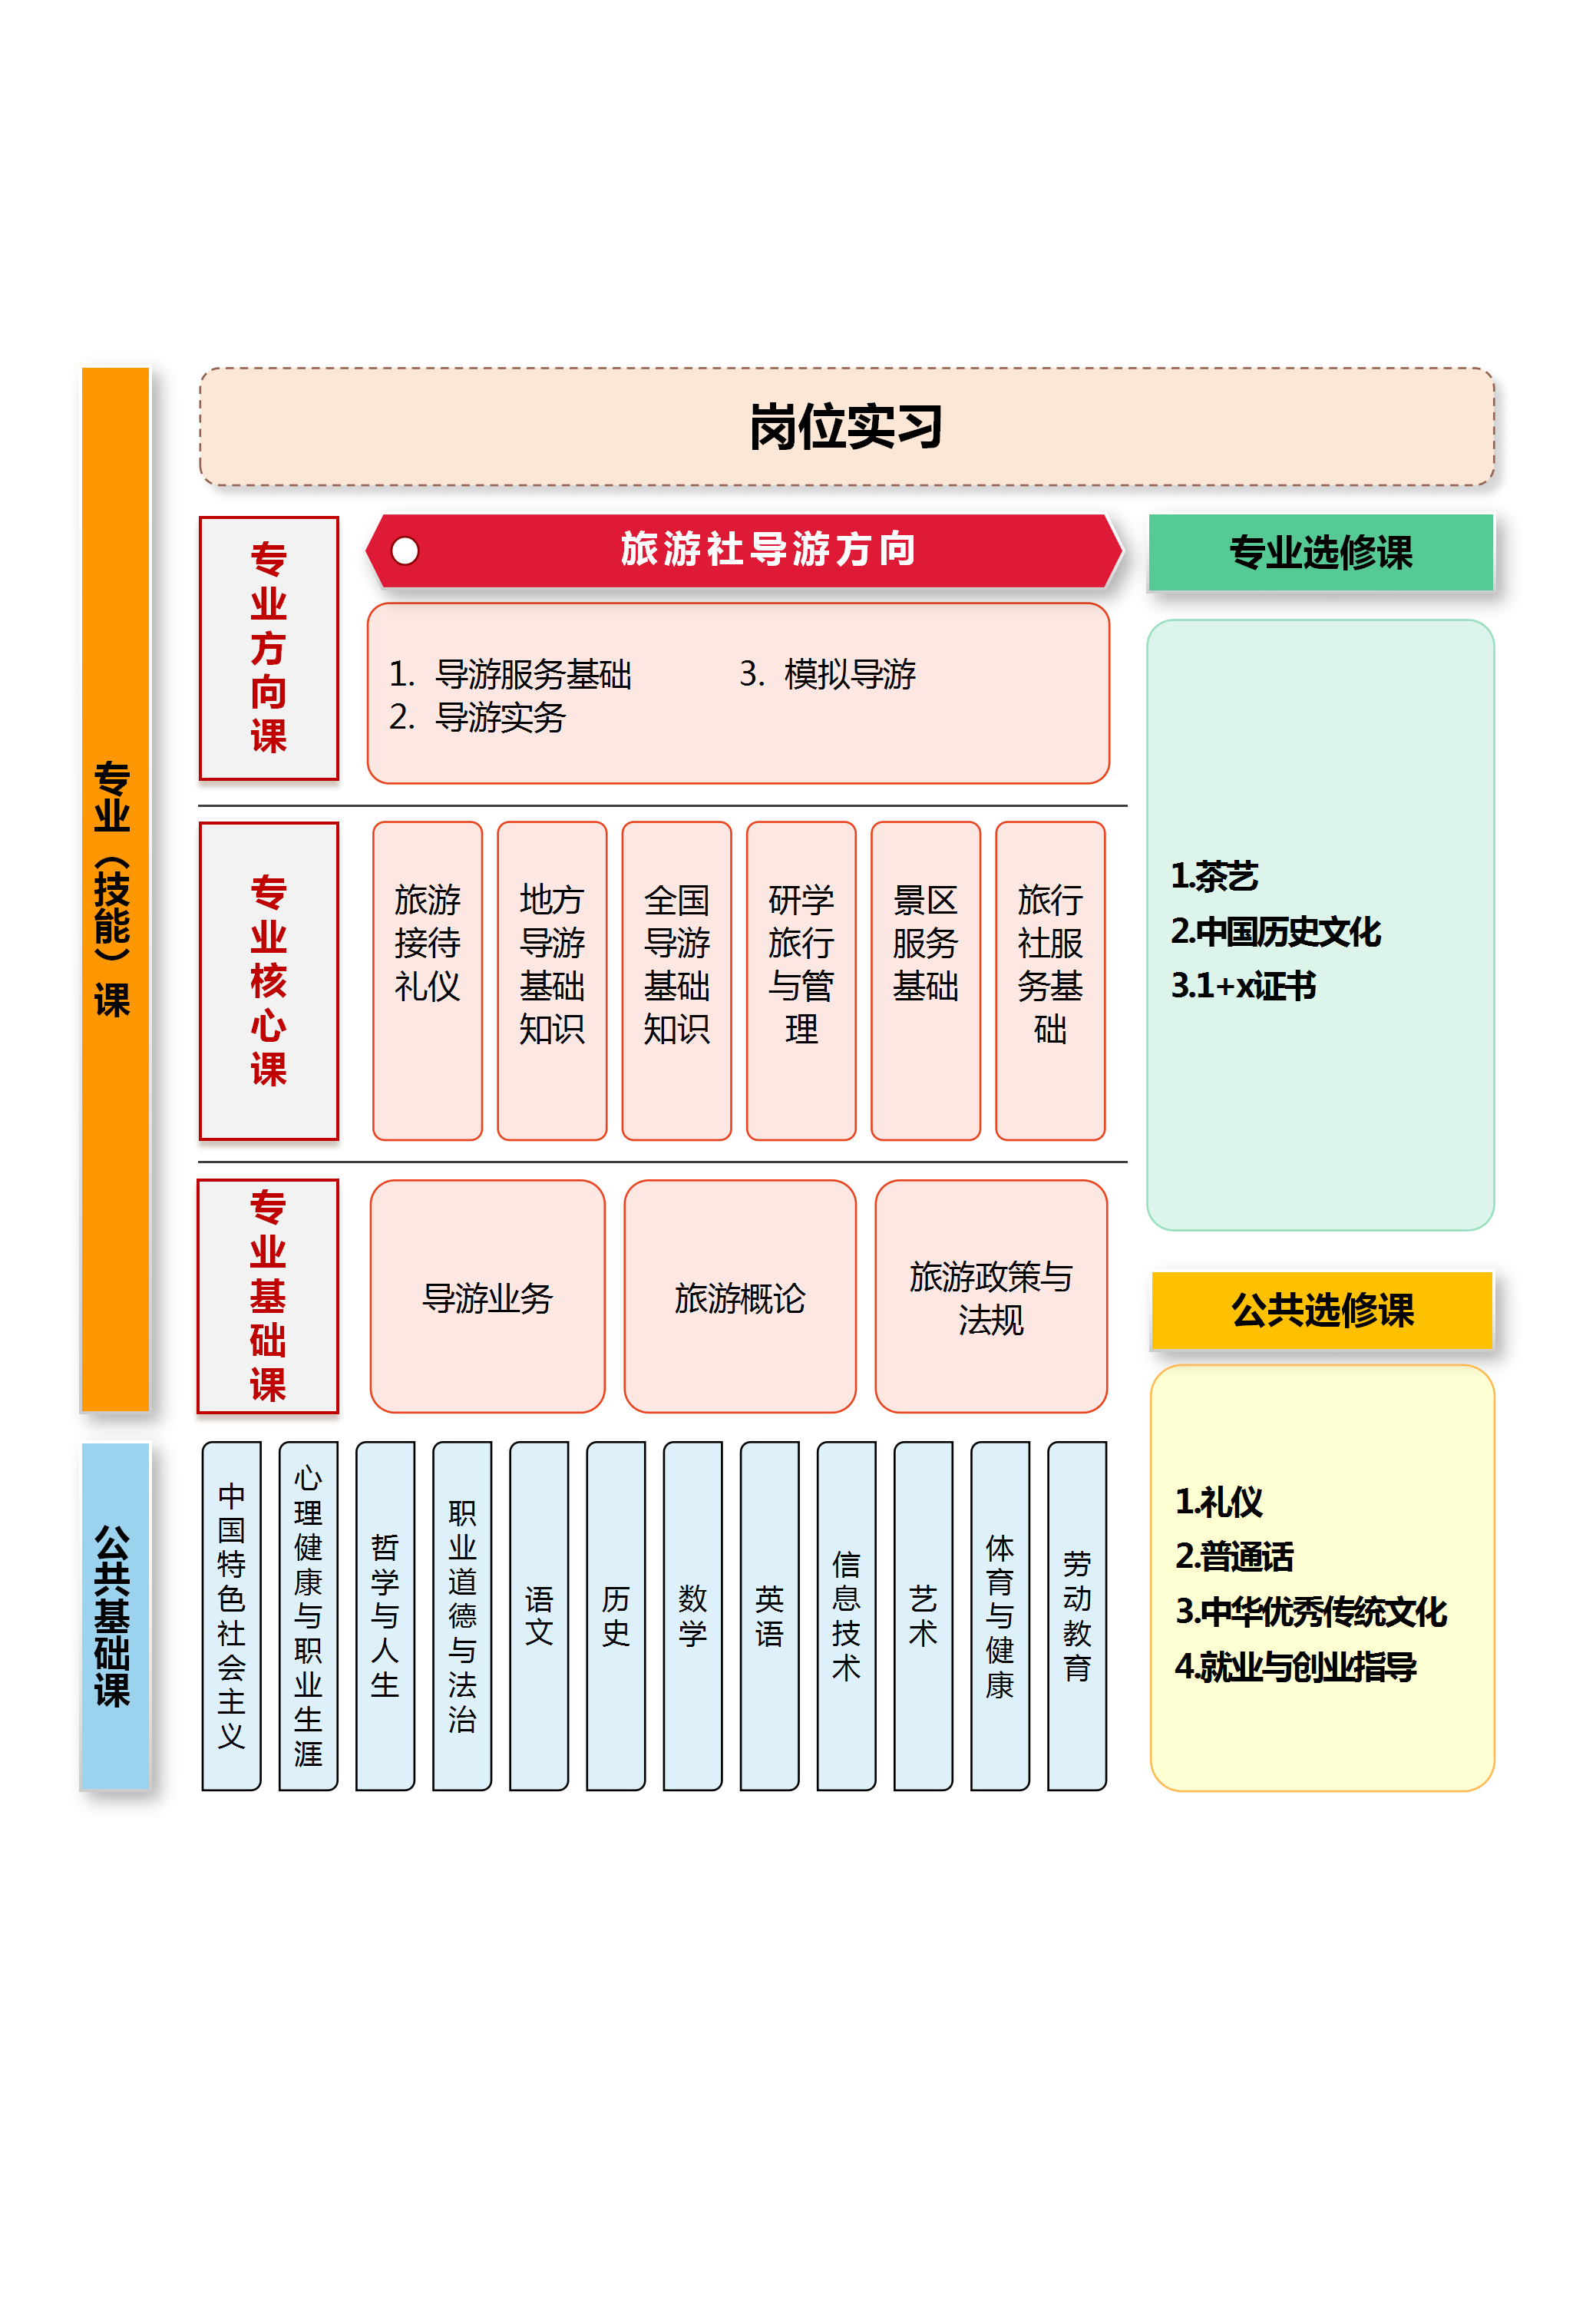 岗位实习
专业（技能）课
专业方向课
旅游社导游方向
1. 导游服务基础
2. 导游实务
3. 模拟导游
专业核心课
旅游
接待
礼仪
地方
导游
基础
知识
全国
导游
基础
知识
研学
旅行
与管
理
景区
服务
基础
旅行
社服
务基
础
专业基础课
导游业务
旅游概论
旅游政策与
法规
专业选修课
1.茶艺
2.中国历史文化
3.1+x证书
公共选修课
1.礼仪
2.普通话
3.中华优秀传统文化
4.就业与创业指导
公共基础课
中国特色社会主义
心理健康与职业生涯
哲学与人生
职业道德与法治
语文
历史
数学
英语
信息技术
艺术
体育与健康
劳动教育